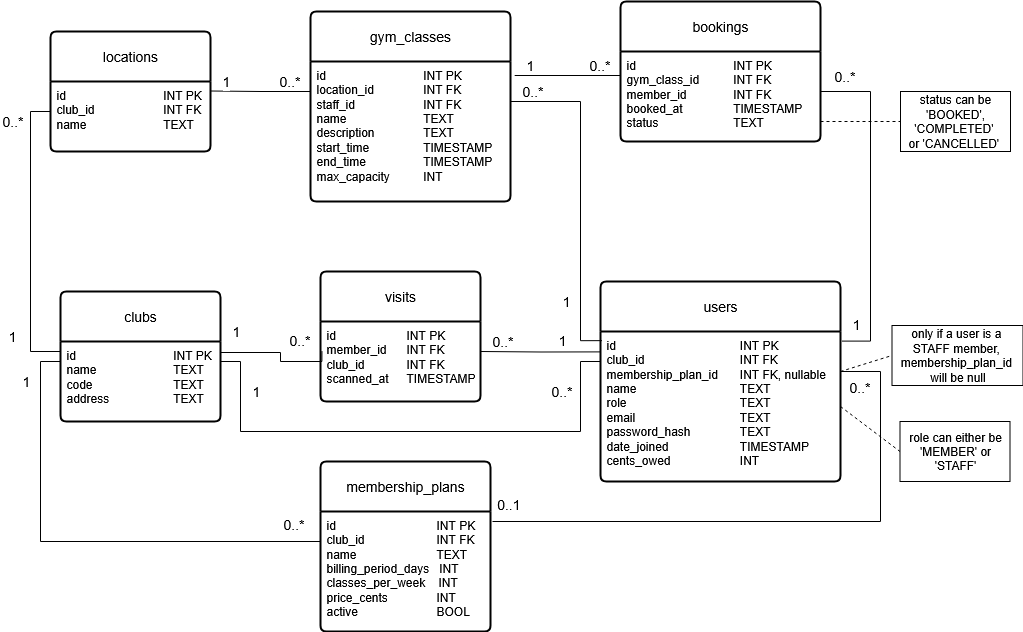 locations
id INT PK
club_id INT FK
name TEXT
gym_classes
id INT PK
location_id INT FK
staff_id INT FK
name TEXT
description TEXT
start_time TIMESTAMP
end_time TIMESTAMP
max_capacity INT
bookings
id INT PK
gym_class_id INT FK
member_id INT FK
booked_at TIMESTAMP
status TEXT
status can be
'BOOKED',
'COMPLETED'
or 'CANCELLED'
1
0..*
1
0..*
0..*
0..*
0..*
clubs
id INT PK
name TEXT
code TEXT
address TEXT
visits
id INT PK
member_id INT FK
club_id INT FK
scanned_at TIMESTAMP
users
id INT PK
club_id INT FK
membership_plan_id INT FK, nullable
name TEXT
role TEXT
email TEXT
password_hash TEXT
date_joined TIMESTAMP
cents_owed INT
only if a user is a
STAFF member,
membership_plan_id
will be null
role can either be
'MEMBER' or
'STAFF'
1
1
1
1
0..*
0..*
1
1
1
0..*
0..*
membership_plans
id INT PK
club_id INT FK
name TEXT
billing_period_days INT
classes_per_week INT
price_cents INT
active BOOL
0..*
0..1